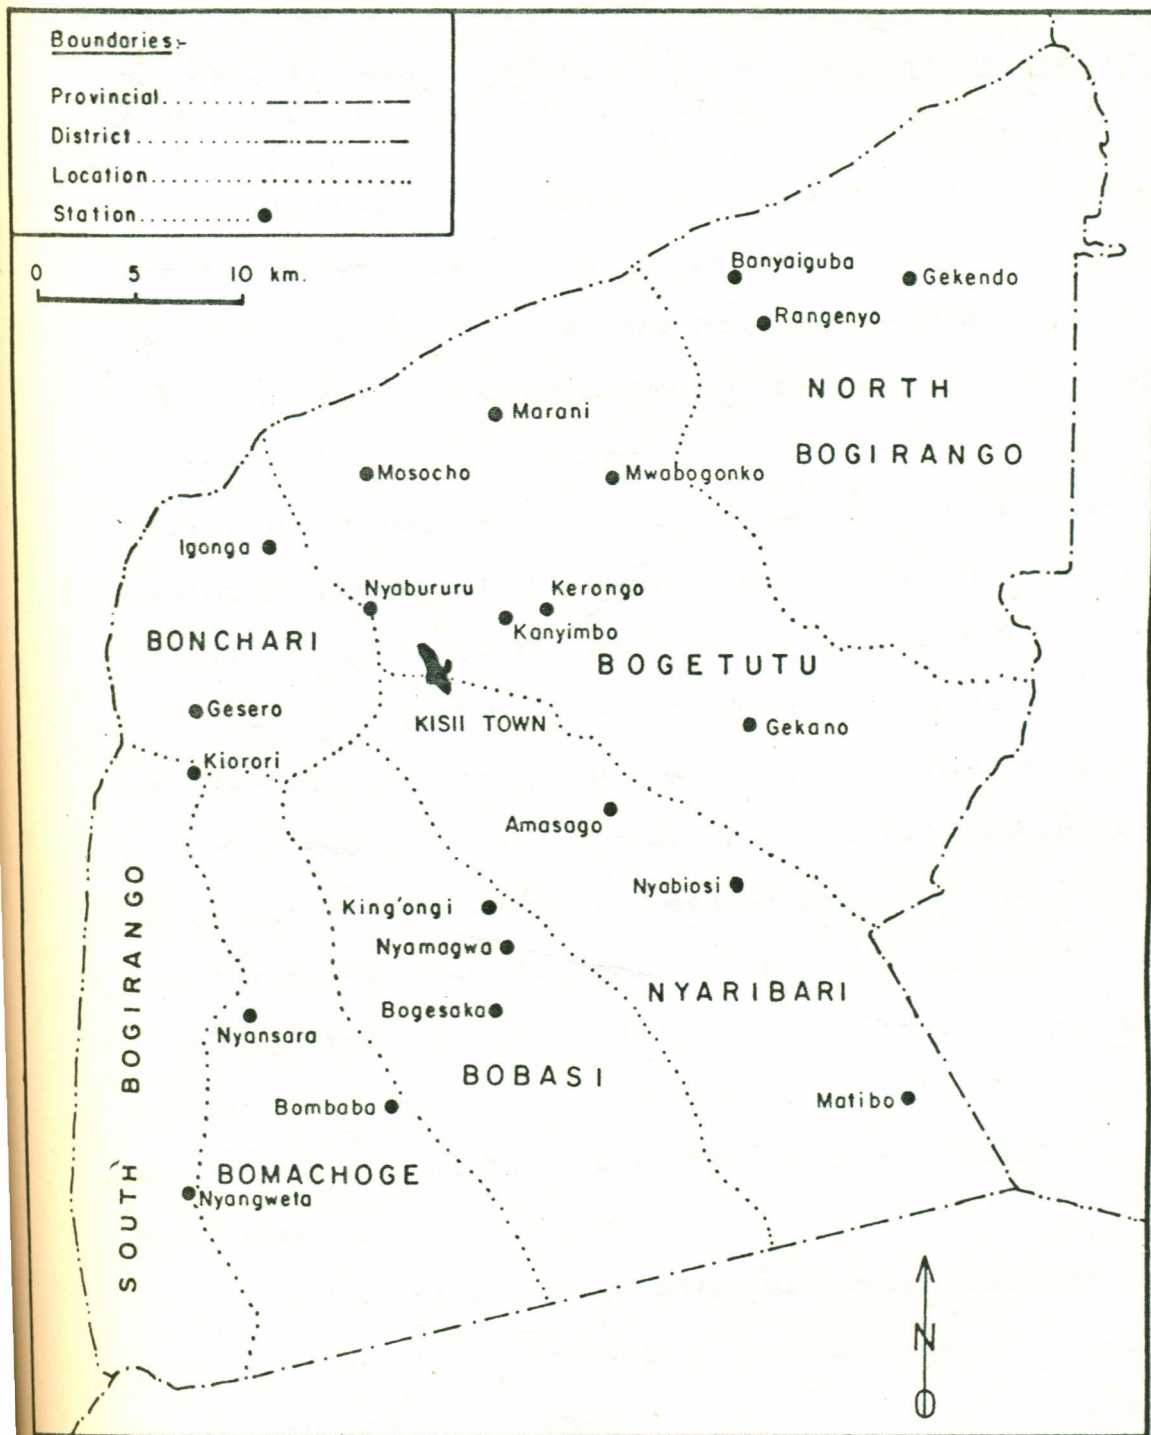 Boundaries:-
Provincial.........
District...........
Location..........
Station..........
0 5 10 km.
Banyaiguba
Gekendo
Rangenyo
NORTH
BOGIRANGO
Marani
Mosocho
Mwabogonko
Igonga
Nyabururu
Kerongo
Kanyimbo
BONCHARI
BOGETUTU
Gesero
KISII TOWN
Gekano
Kiorori
Amasago
Nyabiosi
King'ongi
Nyamagwa
NYARIBARI
Bogesaka
Nyansara
BOBASI
Matibo
Bombaba
BOMACHOGE
Nyangweta
SOUTH BOGIRANGO
N